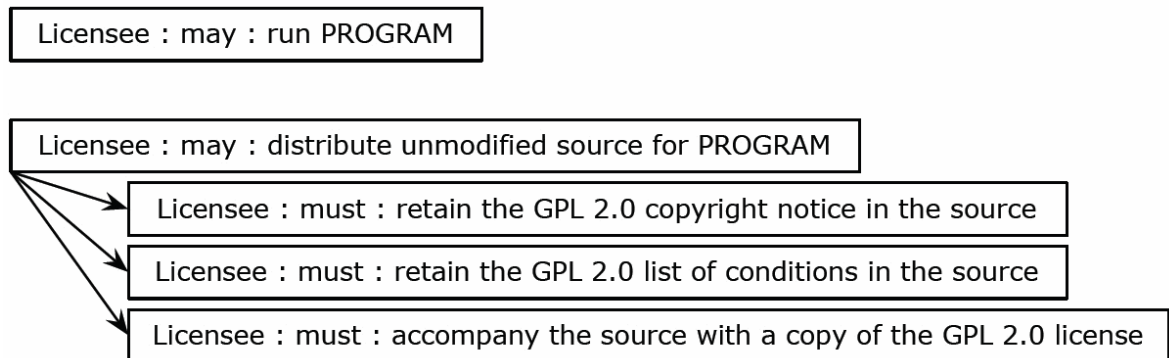 Licensee : may : run PROGRAM
Licensee : may : distribute unmodified source for PROGRAM
Licensee : must : retain the GPL 2.0 copyright notice in the source
Licensee : must : retain the GPL 2.0 list of conditions in the source
Licensee : must : accompany the source with a copy of the GPL 2.0 license